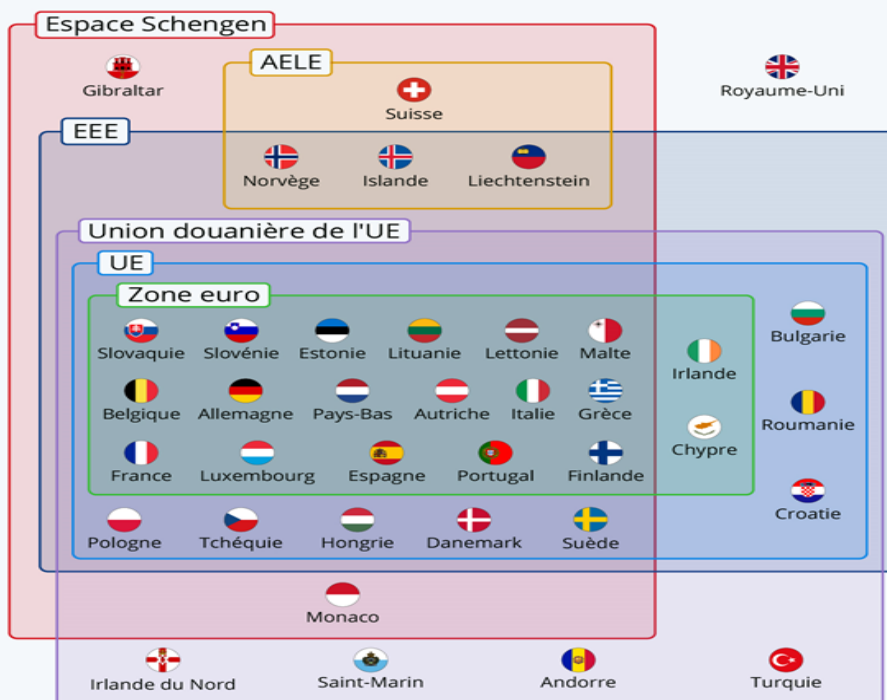 Espace Schengen
AELE
Gibraltar
Suisse
Royaume-Uni
EEE
Norvège
Islande
Liechtenstein
Union douanière de l'UE
UE
Zone euro
Slovaquie
Slovénie
Estonie
Lituanie
Lettonie
Malte
Irlande
Bulgarie
Belgique
Allemagne
Pays-Bas
Autriche
Italie
Grèce
Chypre
Roumanie
France
Luxembourg
Espagne
Portugal
Finlande
Croatie
Pologne
Tchéquie
Hongrie
Danemark
Suède
Monaco
Irlande du Nord
Saint-Marin
Andorre
Turquie